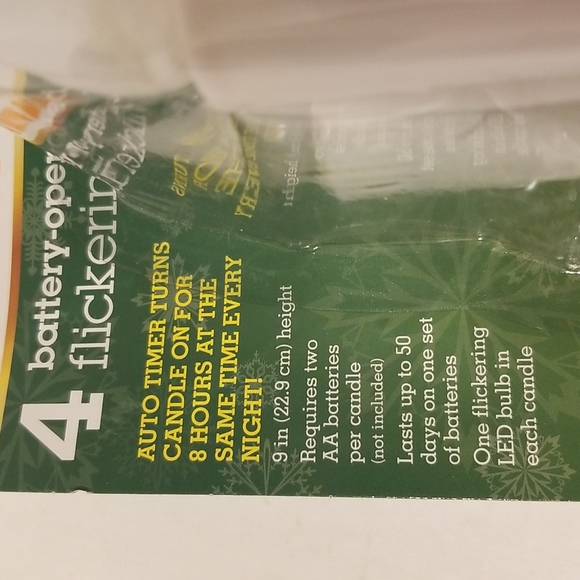 4 battery-oper
flickerin
AUTO TIMER TURNS
CANDLE ON FOR
8 HOURS AT THE
SAME TIME EVERY
NIGHT!
9 in (22.9 cm) height
Requires two
AA batteries
per candle
(not included)
Lasts up to 50
days on one set
of batteries
One flickering
LED bulb in
each candle